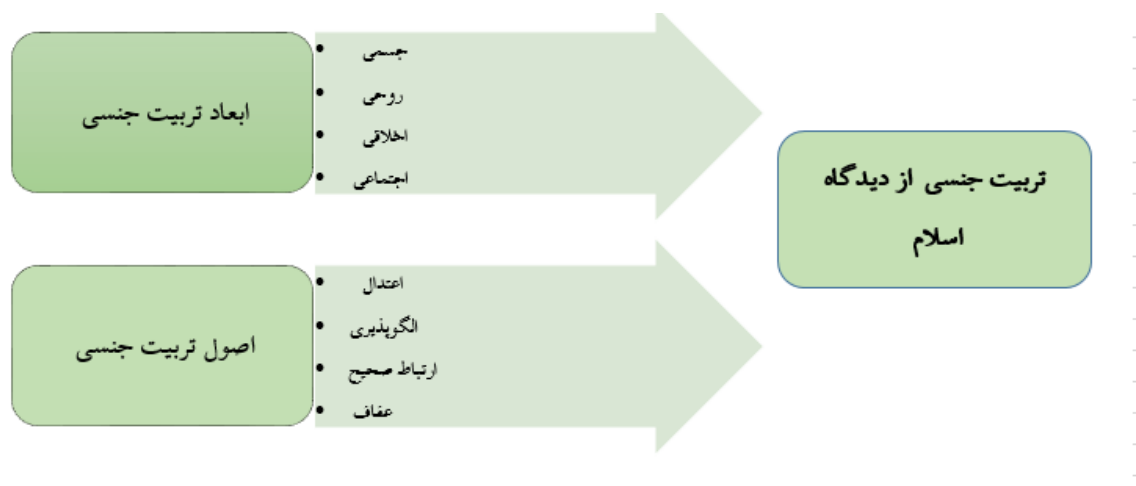 ابعاد تربیت جنسی
• جسمی
• روحی
• اخلاقی
• اجتماعی
اصول تربیت جنسی
• اعتدال
• الگوپذیری
• ارتباط صحیح
• عفاف
تربیت جنسی از دیدگاه
اسلام